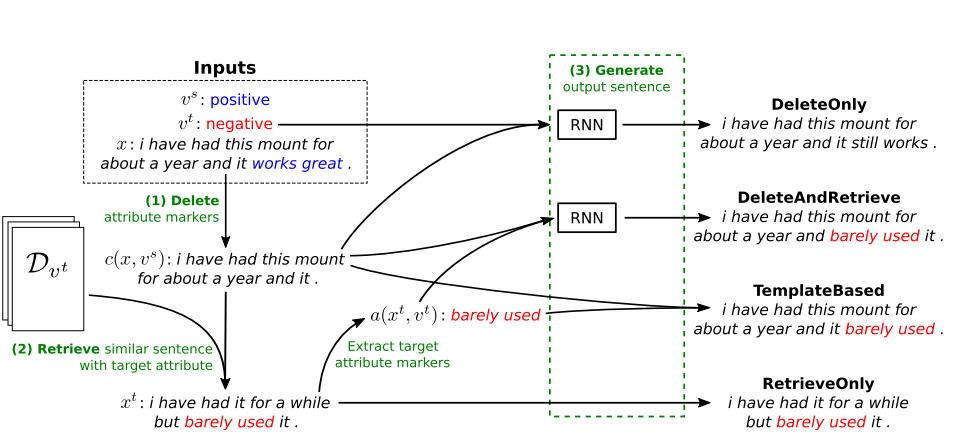 Inputs
v^s: positive
v^t: negative
x: i have had this mount for
about a year and it works great .
(1) Delete
attribute markers
c(x, v^s): i have had this mount
for about a year and it .
𝒟_{v^t}
(2) Retrieve similar sentence
with target attribute
x^t: i have had it for a while
but barely used it .
a(x^t, v^t): barely used
Extract target
attribute markers
(3) Generate
output sentence
RNN
RNN
DeleteOnly
i have had this mount for
about a year and it still works .
DeleteAndRetrieve
i have had this mount for
about a year and barely used it .
TemplateBased
i have had this mount for
about a year and it barely used .
RetrieveOnly
i have had it for a while
but barely used it .